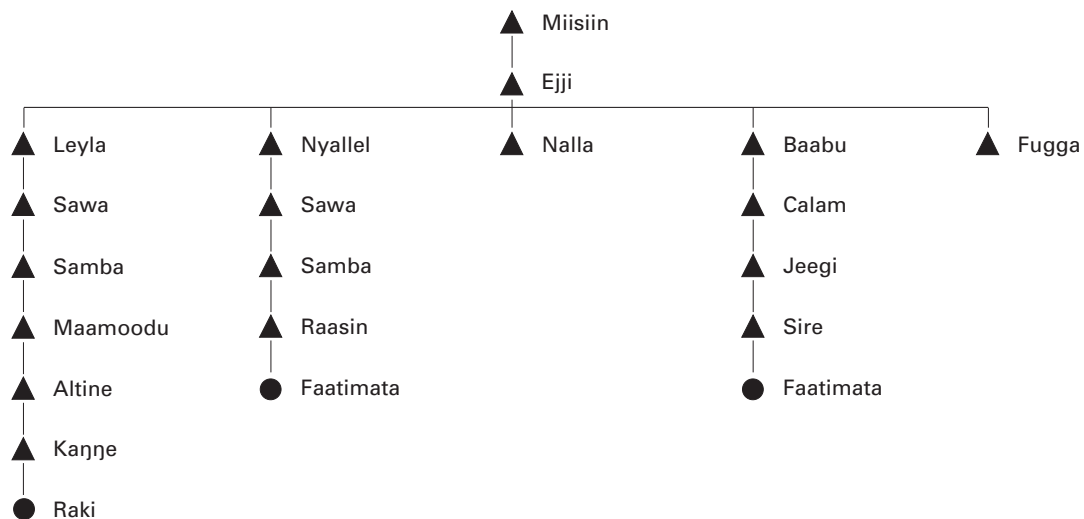 Miisiin
Ejji
Leyla Nyallel Nalla Baabu Fugga
Sawa Sawa Calam
Samba Samba Jeegi
Maamoodu Raasin Sire
Altine Faatimata Faatimata
Kaŋŋe
Raki